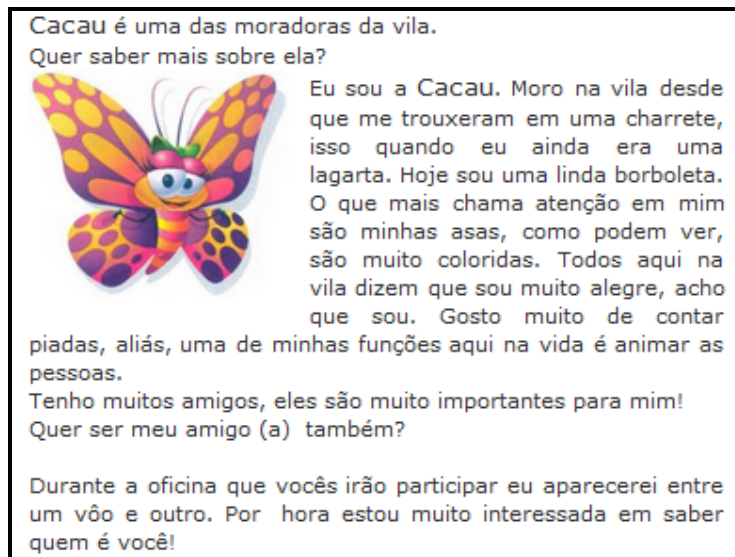 Cacau é uma das moradoras da vila.
Quer saber mais sobre ela?
Eu sou a Cacau. Moro na vila desde
que me trouxeram em uma charrete,
isso quando eu ainda era uma
lagarta. Hoje sou uma linda borboleta.
O que mais chama atenção em mim
são minhas asas, como podem ver,
são muito coloridas. Todos aqui na
vila dizem que sou muito alegre, acho
que sou. Gosto muito de contar
piadas, aliás, uma de minhas funções aqui na vida é animar as
pessoas.
Tenho muitos amigos, eles são muito importantes para mim!
Quer ser meu amigo (a) também?
Durante a oficina que vocês irão participar eu aparecerei entre
um vôo e outro. Por hora estou muito interessada em saber
quem é você!